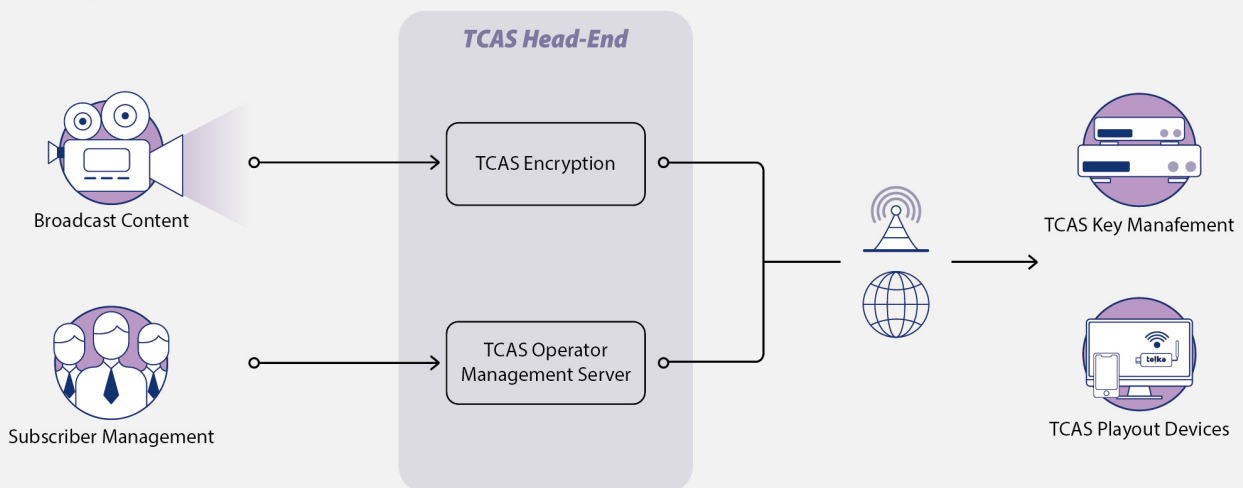 TCAS Head-End
Broadcast Content
TCAS Encryption
TCAS Key Manafement
Subscriber Management
TCAS Operator
Management Server
tolka
TCAS Playout Devices